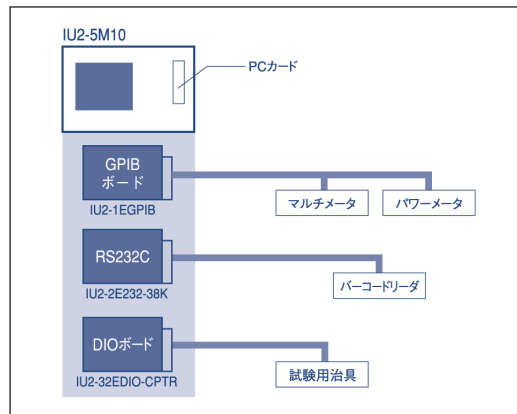 IU2-5M10
PCカード
GPIB
ボード
IU2-1EGPIB
マルチメータ
パワーメータ
RS232C
IU2-2E232-38K
バーコードリーダ
DIOボード
IU2-32EDIO-CPTR
試験用治具